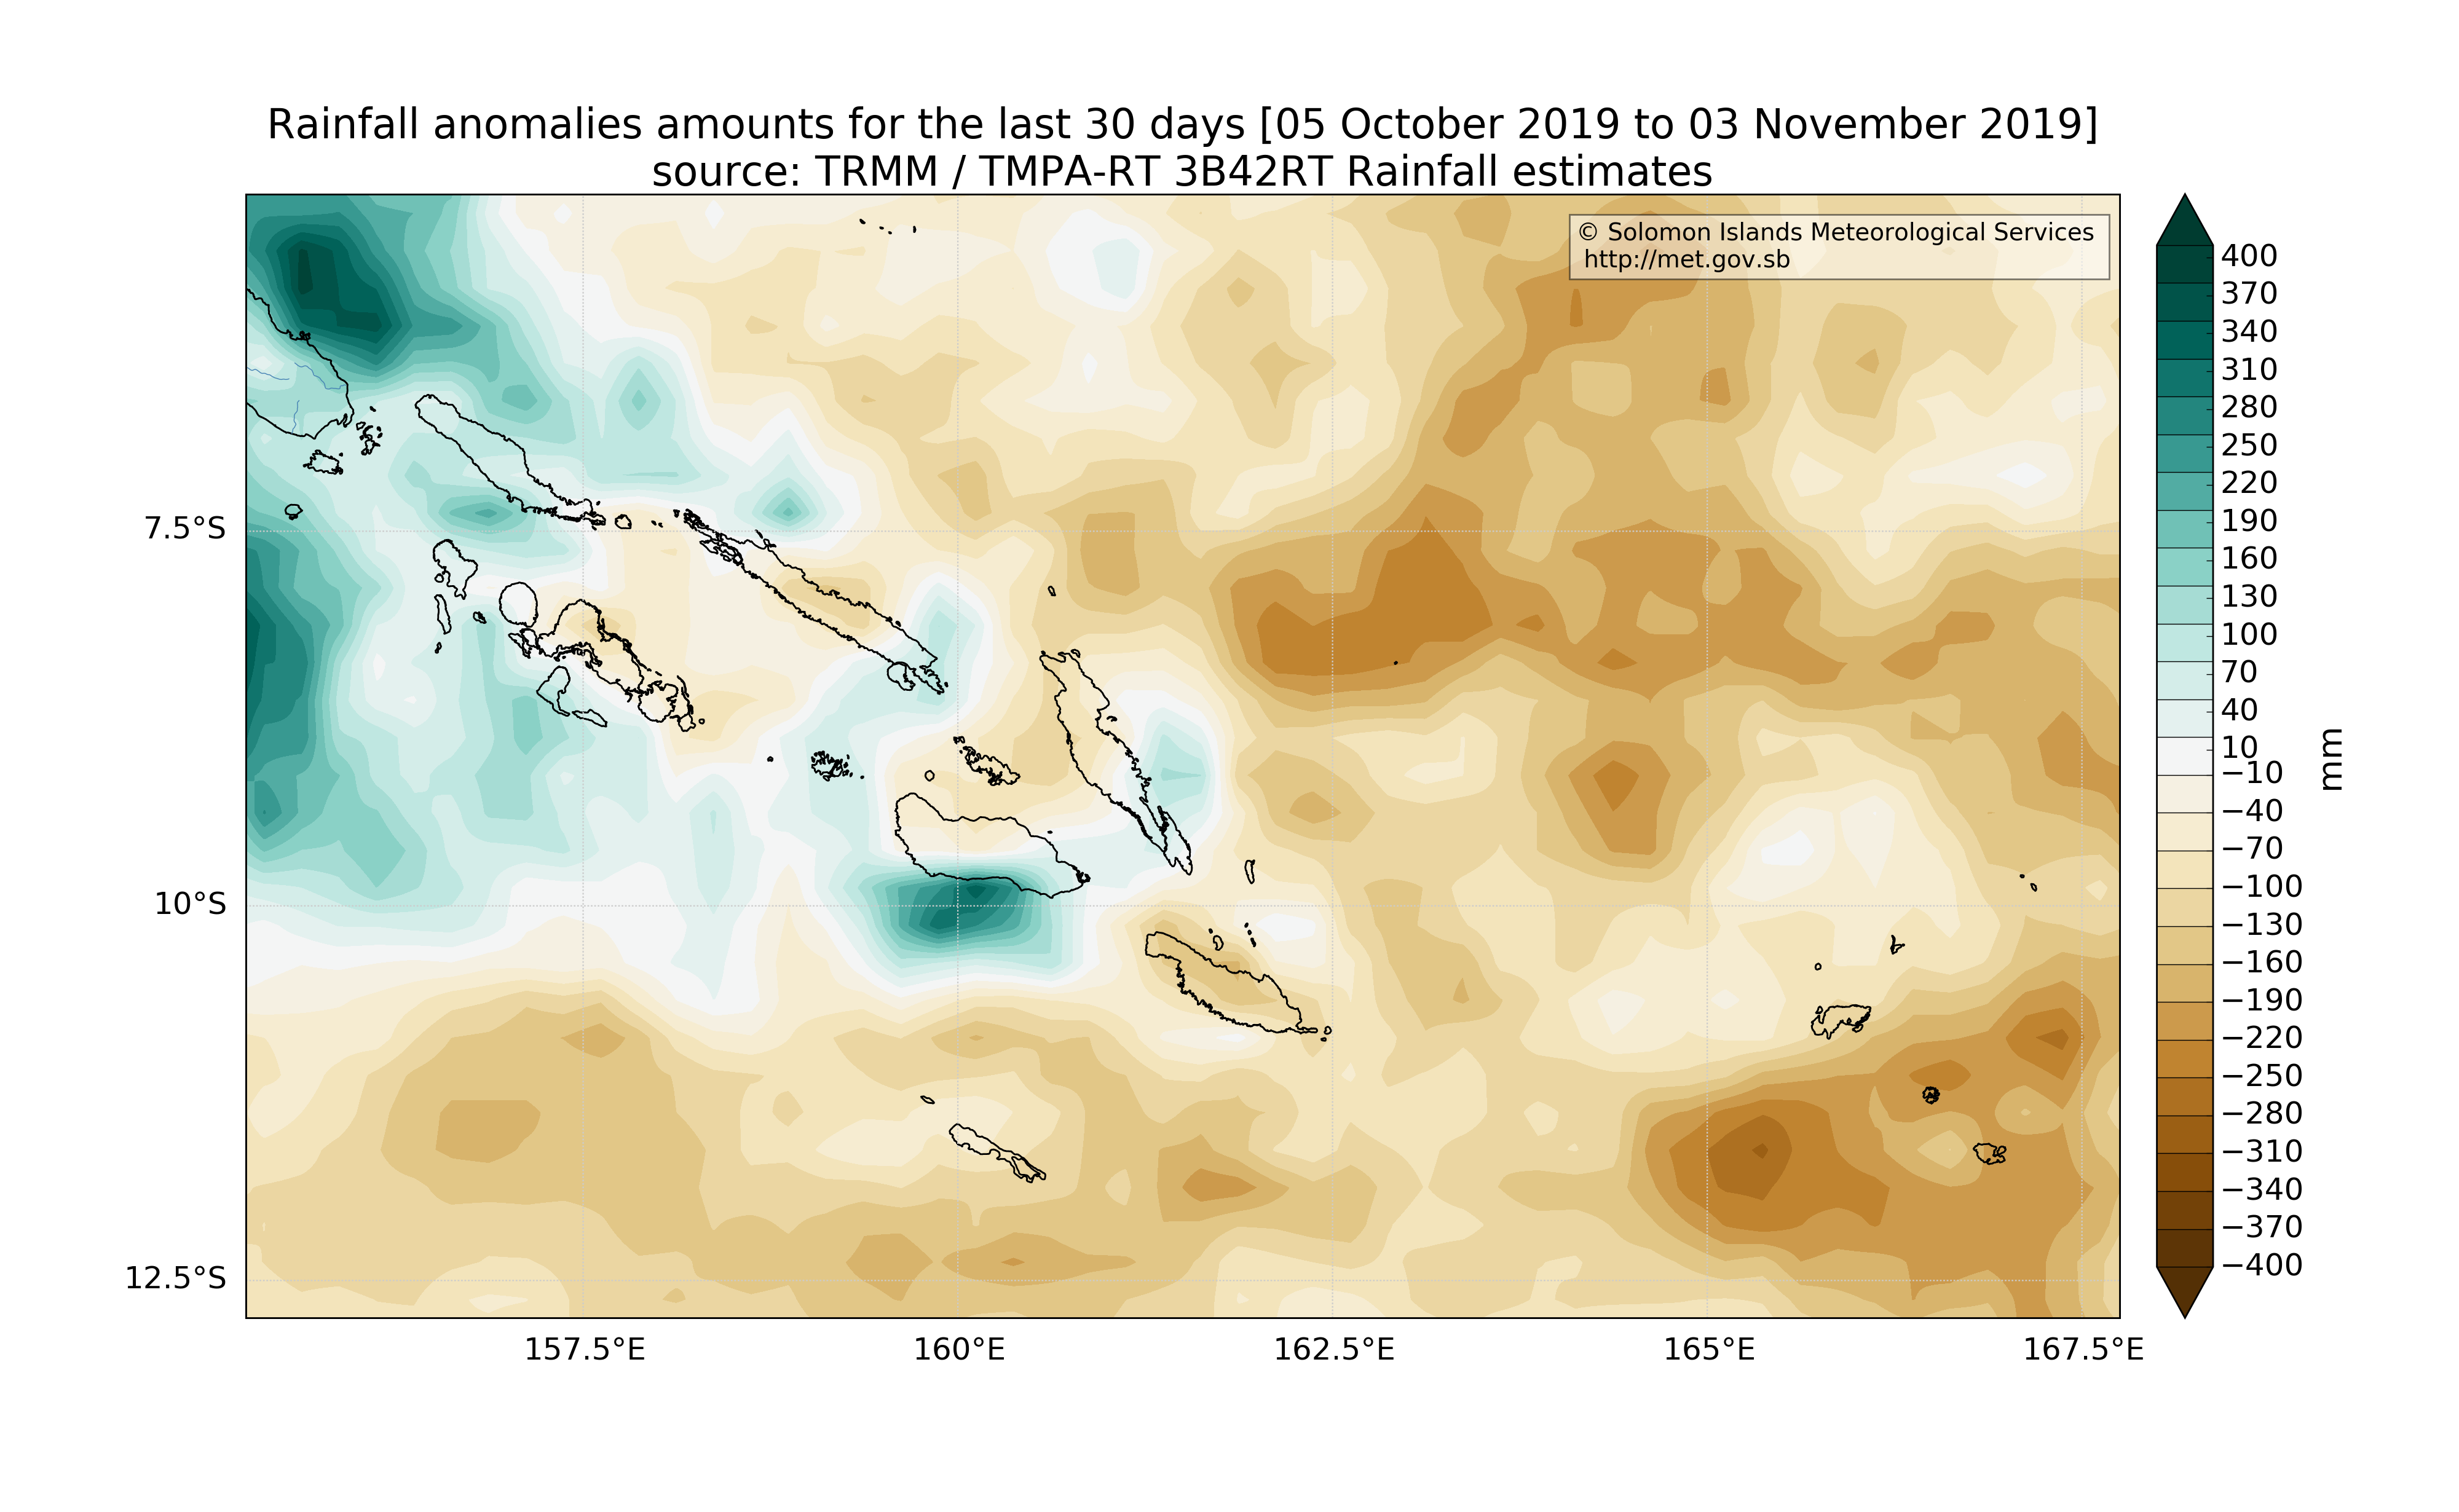 Rainfall anomalies amounts for the last 30 days [05 October 2019 to 03 November 2019]
source: TRMM / TMPA-RT 3B42RT Rainfall estimates
© Solomon Islands Meteorological Services
http://met.gov.sb
7.5°S
10°S
12.5°S
157.5°E
160°E
162.5°E
165°E
167.5°E
400
370
340
310
280
250
220
190
160
130
100
70
40
10
−10
−40
−70
−100
−130
−160
−190
−220
−250
−280
−310
−340
−370
−400
mm